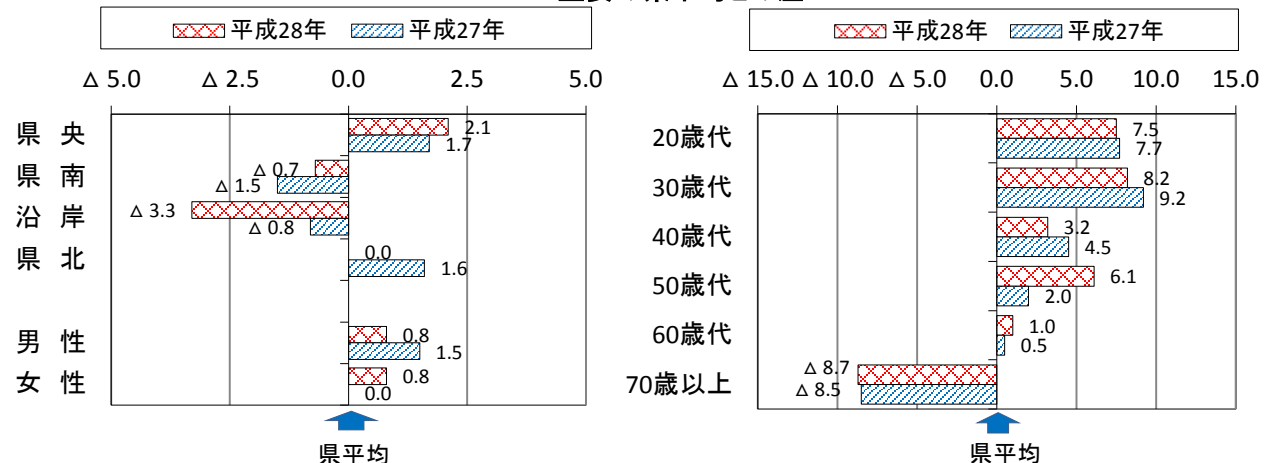 平成28年 平成27年
△ 5.0 △ 2.5 0.0 2.5 5.0
県 央 2.1
1.7
県 南 △ 0.7
△ 1.5
沿 岸 △ 3.3
△ 0.8
県 北 0.0
1.6
男 性 0.8
1.5
女 性 0.8
0.0
県平均
平成28年 平成27年
△ 15.0 △ 10.0 △ 5.0 0.0 5.0 10.0 15.0
20歳代 7.5
7.7
30歳代 8.2
9.2
40歳代 3.2
4.5
50歳代 6.1
2.0
60歳代 1.0
0.5
70歳以上 △ 8.7
△ 8.5
県平均